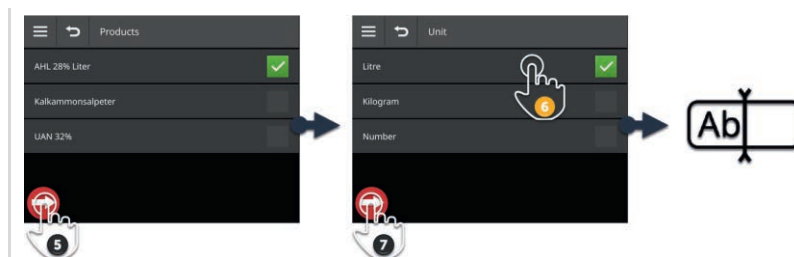 Products
AHL 28% Liter
Kalkammonsalpeter
UAN 32%
5
Unit
Litre
6
Kilogram
Number
7
Ab